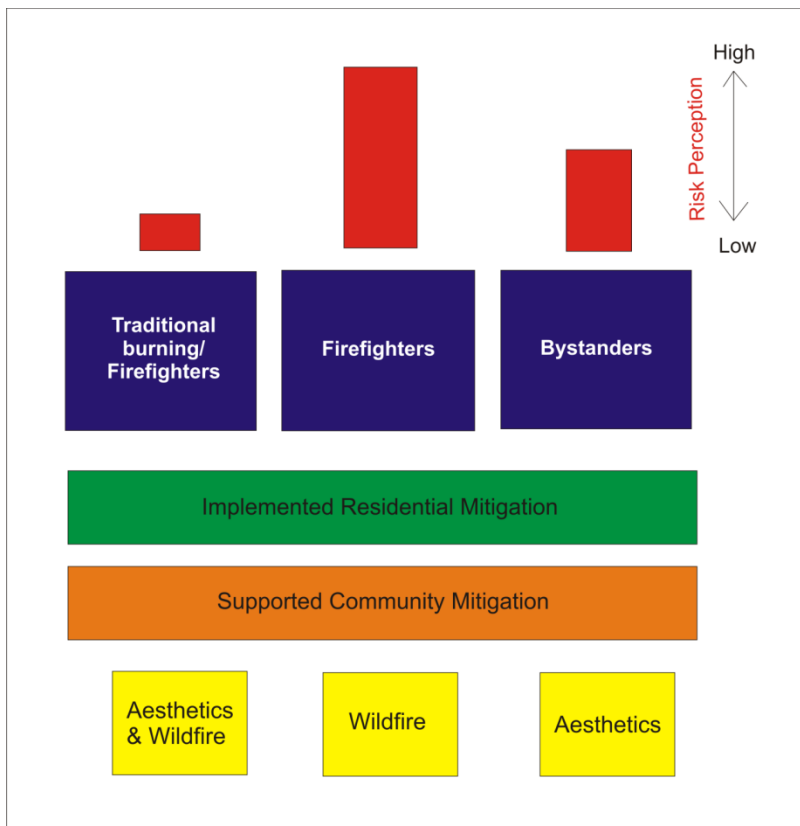 High
Risk Perception
Low
Traditional
burning/
Firefighters
Firefighters
Bystanders
Implemented Residential Mitigation
Supported Community Mitigation
Aesthetics
& Wildfire
Wildfire
Aesthetics